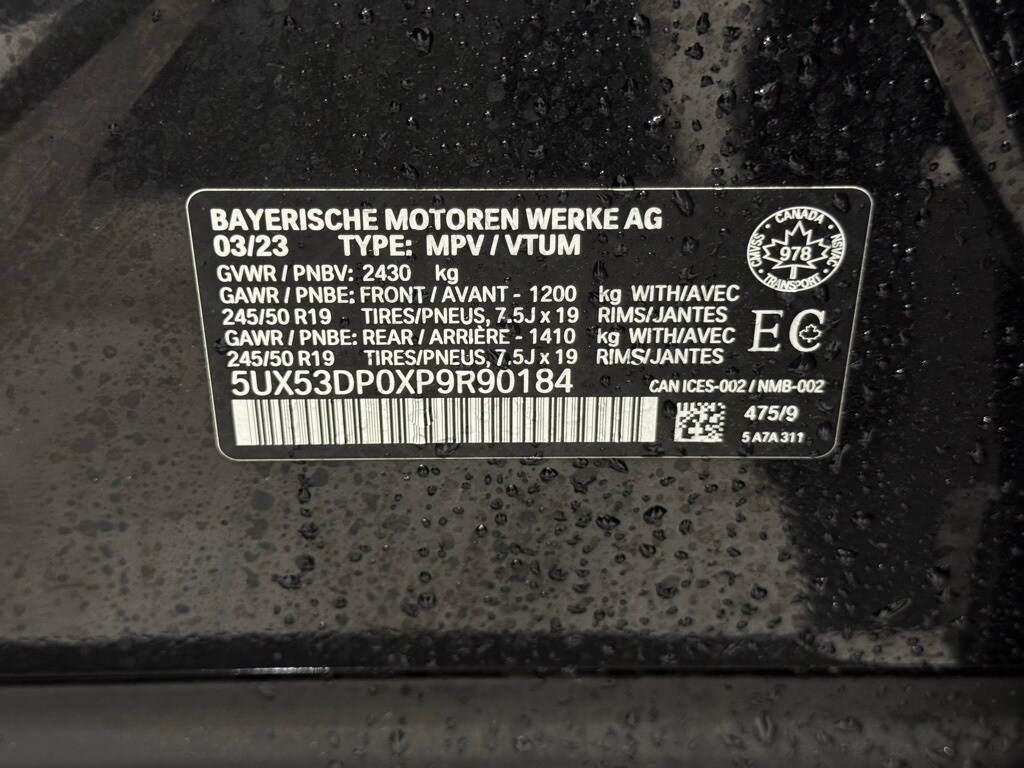 BAYERISCHE MOTOREN WERKE AG
03/23 TYPE: MPV / VTUM
GVWR / PNBV: 2430 kg
GAWR / PNBE: FRONT / AVANT - 1200 kg WITH/AVEC
245/50 R19 TIRES/PNEUS, 7.5J x 19 RIMS/JANTES
GAWR / PNBE: REAR / ARRIÈRE - 1410 kg WITH/AVEC
245/50 R19 TIRES/PNEUS, 7.5J x 19 RIMS/JANTES
5UX53DP0XP9R90184
CANADA
CMVSS 978 NSVAC
TRANSPORT
EC
CAN ICES-002 / NMB-002
475/9
5 A7A 311